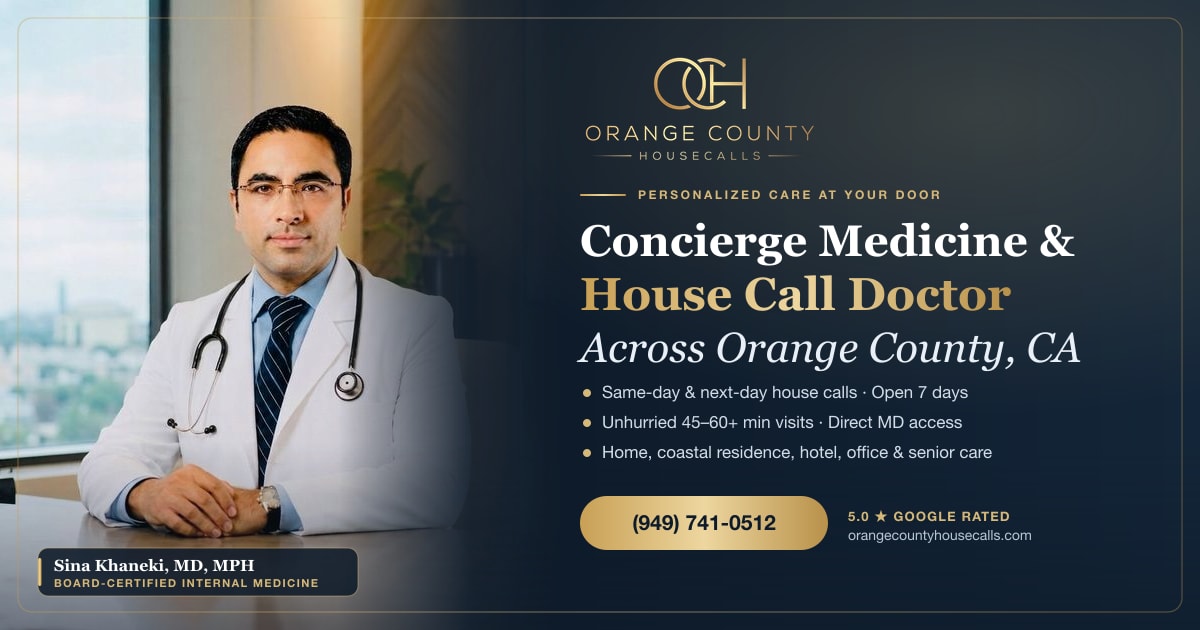 OCH
ORANGE COUNTY
HOUSECALLS
PERSONALIZED CARE AT YOUR DOOR
Concierge Medicine &
House Call Doctor
Across Orange County, CA
Same-day & next-day house calls · Open 7 days
Unhurried 45–60+ min visits · Direct MD access
Home, coastal residence, hotel, office & senior care
(949) 741-0512
5.0 ★ GOOGLE RATED
orangecountyhousecalls.com
Sina Khaneki, MD, MPH
BOARD-CERTIFIED INTERNAL MEDICINE